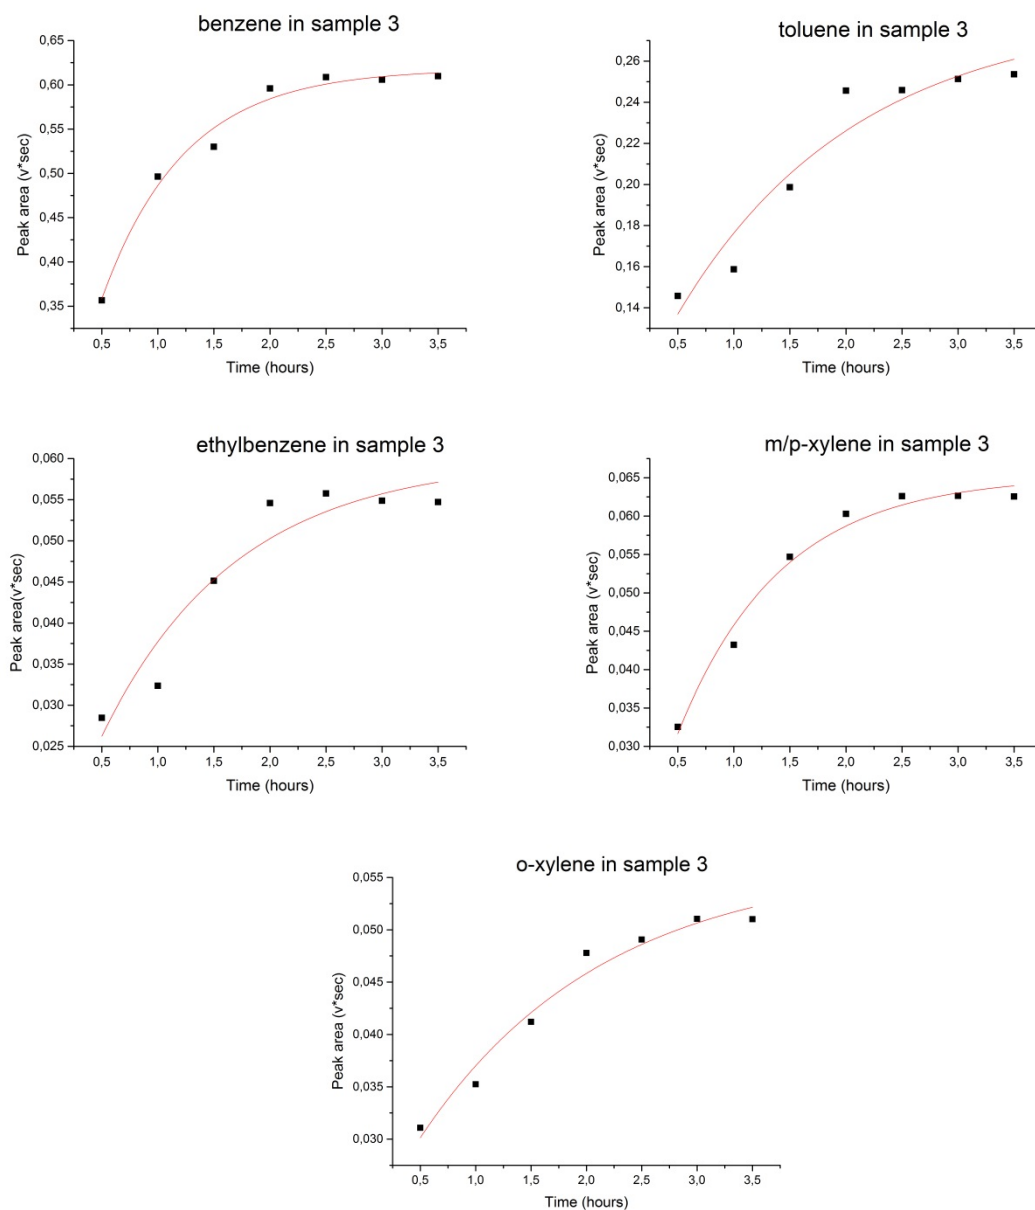 benzene in sample 3
0,65
0,60
0,55
0,50
0,45
0,40
0,35
Peak area (v*sec)
0,5 1,0 1,5 2,0 2,5 3,0 3,5
Time (hours)
toluene in sample 3
0,26
0,24
0,22
0,20
0,18
0,16
0,14
Peak area (v*sec)
0,5 1,0 1,5 2,0 2,5 3,0 3,5
Time (hours)
ethylbenzene in sample 3
0,060
0,055
0,050
0,045
0,040
0,035
0,030
0,025
Peak area(v*sec)
0,5 1,0 1,5 2,0 2,5 3,0 3,5
Time (hours)
m/p-xylene in sample 3
0,065
0,060
0,055
0,050
0,045
0,040
0,035
0,030
Peak area (v*sec)
0,5 1,0 1,5 2,0 2,5 3,0 3,5
Time (hours)
o-xylene in sample 3
0,055
0,050
0,045
0,040
0,035
0,030
Peak area (v*sec)
0,5 1,0 1,5 2,0 2,5 3,0 3,5
Time (hours)